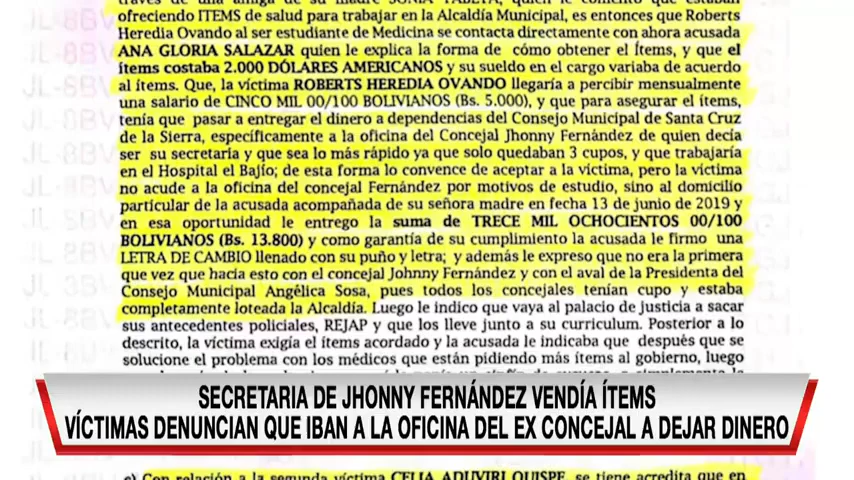 través de una amiga de su madre SONIA YABETA, quien le comento que estaban
ofreciendo ITEMS de salud para trabajar en la Alcaldía Municipal, es entonces que Roberts
Heredia Ovando al ser estudiante de Medicina se contacta directamente con ahora acusada
ANA GLORIA SALAZAR quien le explica la forma de cómo obtener el Ítems, y que el
ítems costaba 2.000 DÓLARES AMERICANOS y su sueldo en el cargo variaba de acuerdo
al ítems. Que, la víctima ROBERTS HEREDIA OVANDO llegaría a percibir mensualmente
una salario de CINCO MIL 00/100 BOLIVIANOS (Bs. 5.000), y que para asegurar el ítems,
tenía que pasar a entregar el dinero a dependencias del Consejo Municipal de Santa Cruz
de la Sierra, específicamente a la oficina del Concejal Jhonny Fernández de quien decía
ser su secretaria y que sea lo más rápido ya que solo quedaban 3 cupos, y que trabajaría
en el Hospital el Bajío; de esta forma lo convence de aceptar a la víctima, pero la víctima
no acude a la oficina del concejal Fernández por motivos de estudio, sino al domicilio
particular de la acusada acompañada de su señora madre en fecha 13 de junio de 2019 y
en esa oportunidad le entrego la suma de TRECE MIL OCHOCIENTOS 00/100
BOLIVIANOS (Bs. 13.800) y como garantía de su cumplimiento la acusada le firmo una
LETRA DE CAMBIO llenado con su puño y letra; y además le expreso que no era la primera
que vez que hacía esto con el concejal Johnny Fernández y con el aval de la Presidenta del
Consejo Municipal Angélica Sosa, pues todos los concejales tenían cupo y estaba
completamente loteada la Alcaldía. Luego le indico que vaya al palacio de justicia a sacar
sus antecedentes policiales, REJAP y que los lleve junto a su curriculum. Posterior a lo
descrito, la víctima exigía el ítems acordado y la acusada le indicaba que después que se
solucione el problema con los médicos que están pidiendo más ítems al gobierno, luego
SECRETARIA DE JHONNY FERNÁNDEZ VENDÍA ÍTEMS
VÍCTIMAS DENUNCIAN QUE IBAN A LA OFICINA DEL EX CONCEJAL A DEJAR DINERO
c) Con relación a la segunda víctima CELIA ADUVIRI QUISPE, se tiene acredita que en